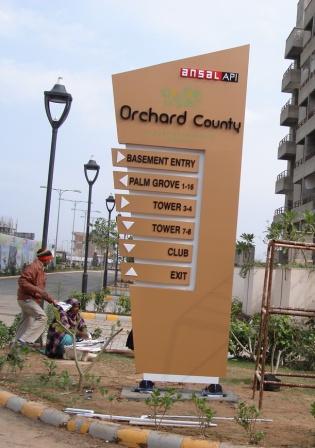 ANSAL API
Orchard County
BASEMENT ENTRY
PALM GROVE 1-16
TOWER 3-4
TOWER 7-8
CLUB
EXIT